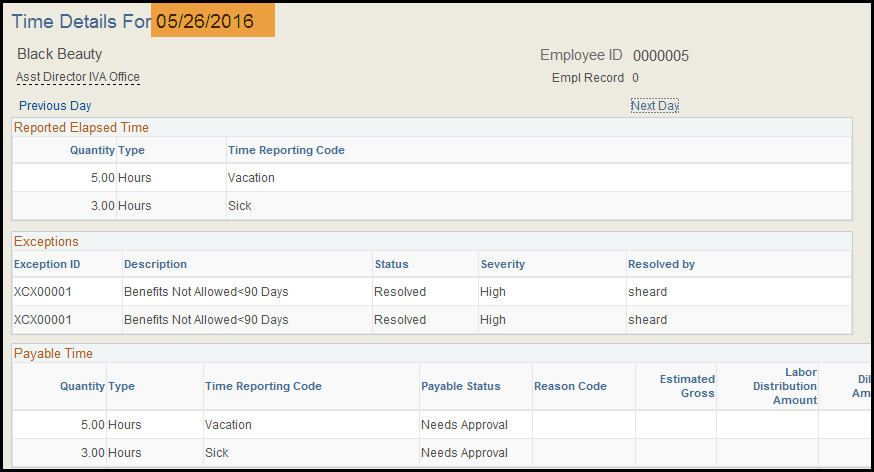 Time Details For 05/26/2016
Black Beauty Employee ID 0000005
Asst Director IVA Office Empl Record 0
Previous Day Next Day
Reported Elapsed Time
Quantity Type Time Reporting Code
5.00 Hours Vacation
3.00 Hours Sick
Exceptions
Exception ID Description Status Severity Resolved by
XCX00001 Benefits Not Allowed<90 Days Resolved High sheard
XCX00001 Benefits Not Allowed<90 Days Resolved High sheard
Payable Time
Quantity Type Time Reporting Code Payable Status Reason Code Estimated Gross Labor Distribution Amount
5.00 Hours Vacation Needs Approval
3.00 Hours Sick Needs Approval